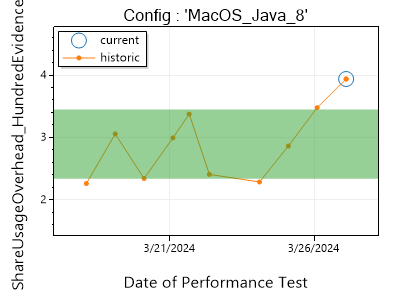 Config : 'MacOS_Java_8'
current
historic
ShareUsageOverhead_HundredEvidence
4
3
2
3/21/2024
3/26/2024
Date of Performance Test